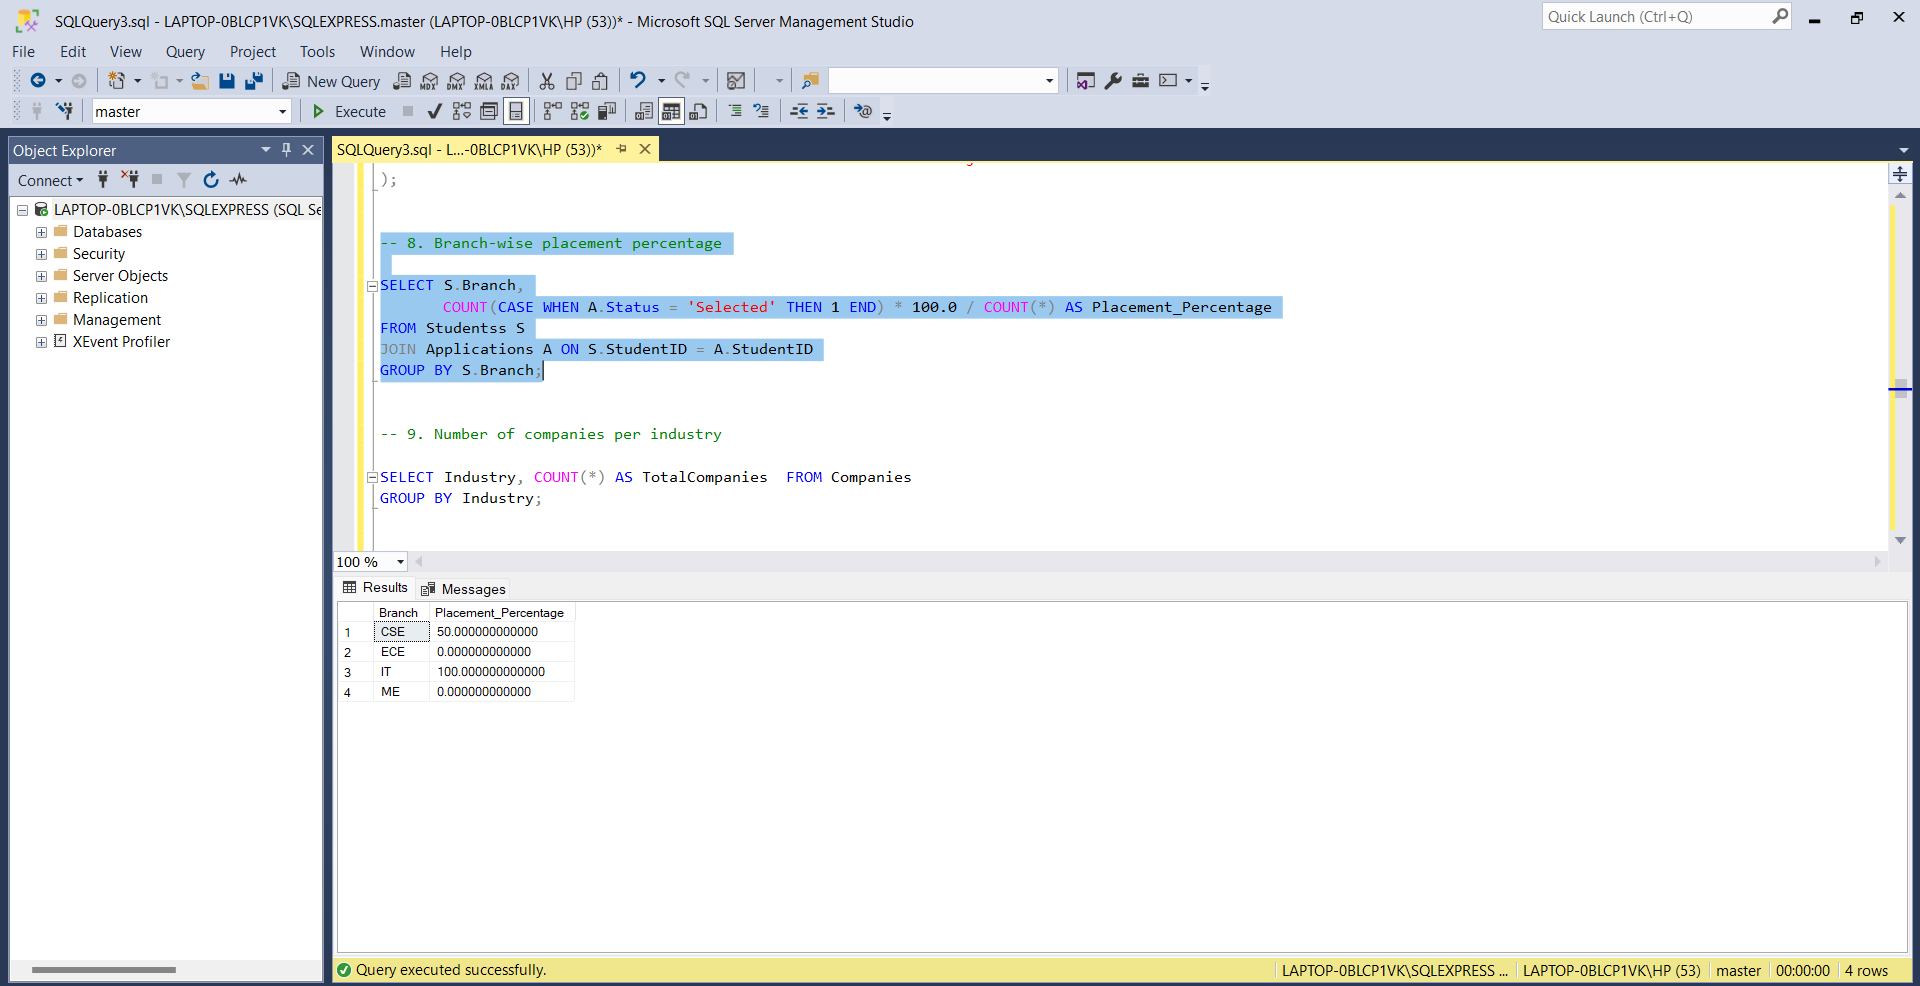 SQLQuery3.sql - LAPTOP-0BLCP1VK\SQLEXPRESS.master (LAPTOP-0BLCP1VK\HP (53))* - Microsoft SQL Server Management Studio
Quick Launch (Ctrl+Q)
File Edit View Query Project Tools Window Help
New Query MDX DMX XMLA DAX
master Execute
Object Explorer
SQLQuery3.sql - L...-0BLCP1VK\HP (53))*
Connect
LAPTOP-0BLCP1VK\SQLEXPRESS (SQL Se
Databases
Security
Server Objects
Replication
Management
XEvent Profiler
);
-- 8. Branch-wise placement percentage
SELECT S.Branch,
COUNT(CASE WHEN A.Status = 'Selected' THEN 1 END) * 100.0 / COUNT(*) AS Placement_Percentage
FROM Studentss S
JOIN Applications A ON S.StudentID = A.StudentID
GROUP BY S.Branch;
-- 9. Number of companies per industry
SELECT Industry, COUNT(*) AS TotalCompanies  FROM Companies
GROUP BY Industry;
100 %
Results Messages
Branch Placement_Percentage
1 CSE 50.000000000000
2 ECE 0.000000000000
3 IT 100.000000000000
4 ME 0.000000000000
Query executed successfully.
LAPTOP-0BLCP1VK\SQLEXPRESS ... LAPTOP-0BLCP1VK\HP (53) master 00:00:00 4 rows